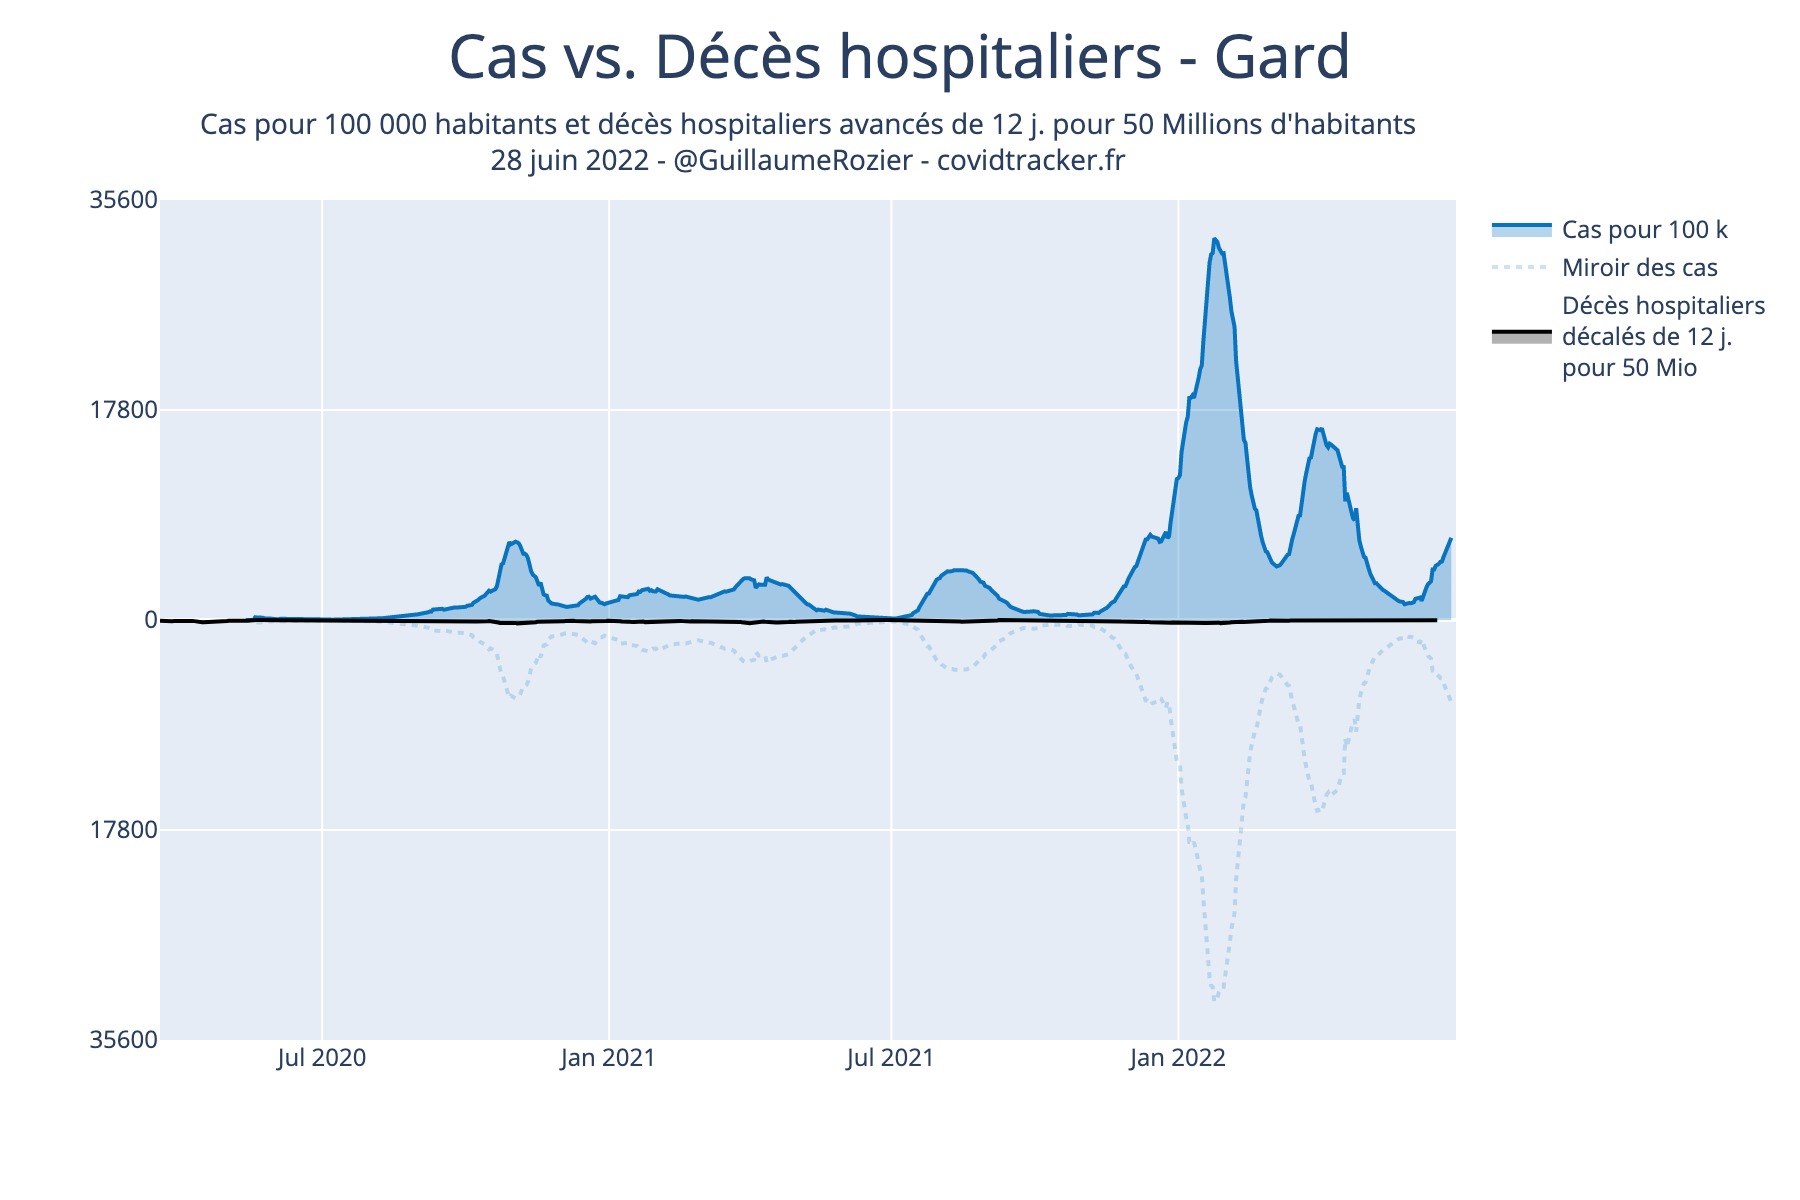 Cas vs. Décès hospitaliers - Gard
Cas pour 100 000 habitants et décès hospitaliers avancés de 12 j. pour 50 Millions d'habitants
28 juin 2022 - @GuillaumeRozier - covidtracker.fr
35600
17800
0
17800
35600
Jul 2020
Jan 2021
Jul 2021
Jan 2022
Cas pour 100 k
Miroir des cas
Décès hospitaliers
décalés de 12 j.
pour 50 Mio